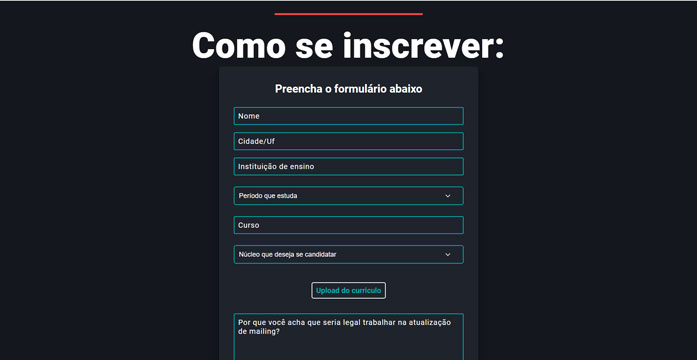 Como se inscrever:
Preencha o formulário abaixo
Nome
Cidade/Uf
Instituição de ensino
Período que estuda
Curso
Núcleo que deseja se candidatar
Upload do currículo
Por que você acha que seria legal trabalhar na atualização
de mailing?